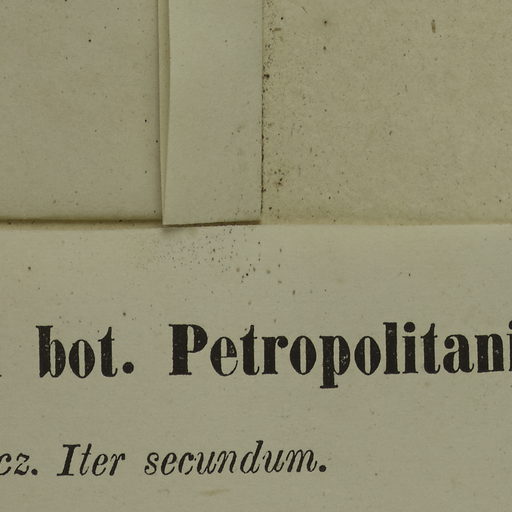 bot. Petropolitani
cz. Iter secundum.